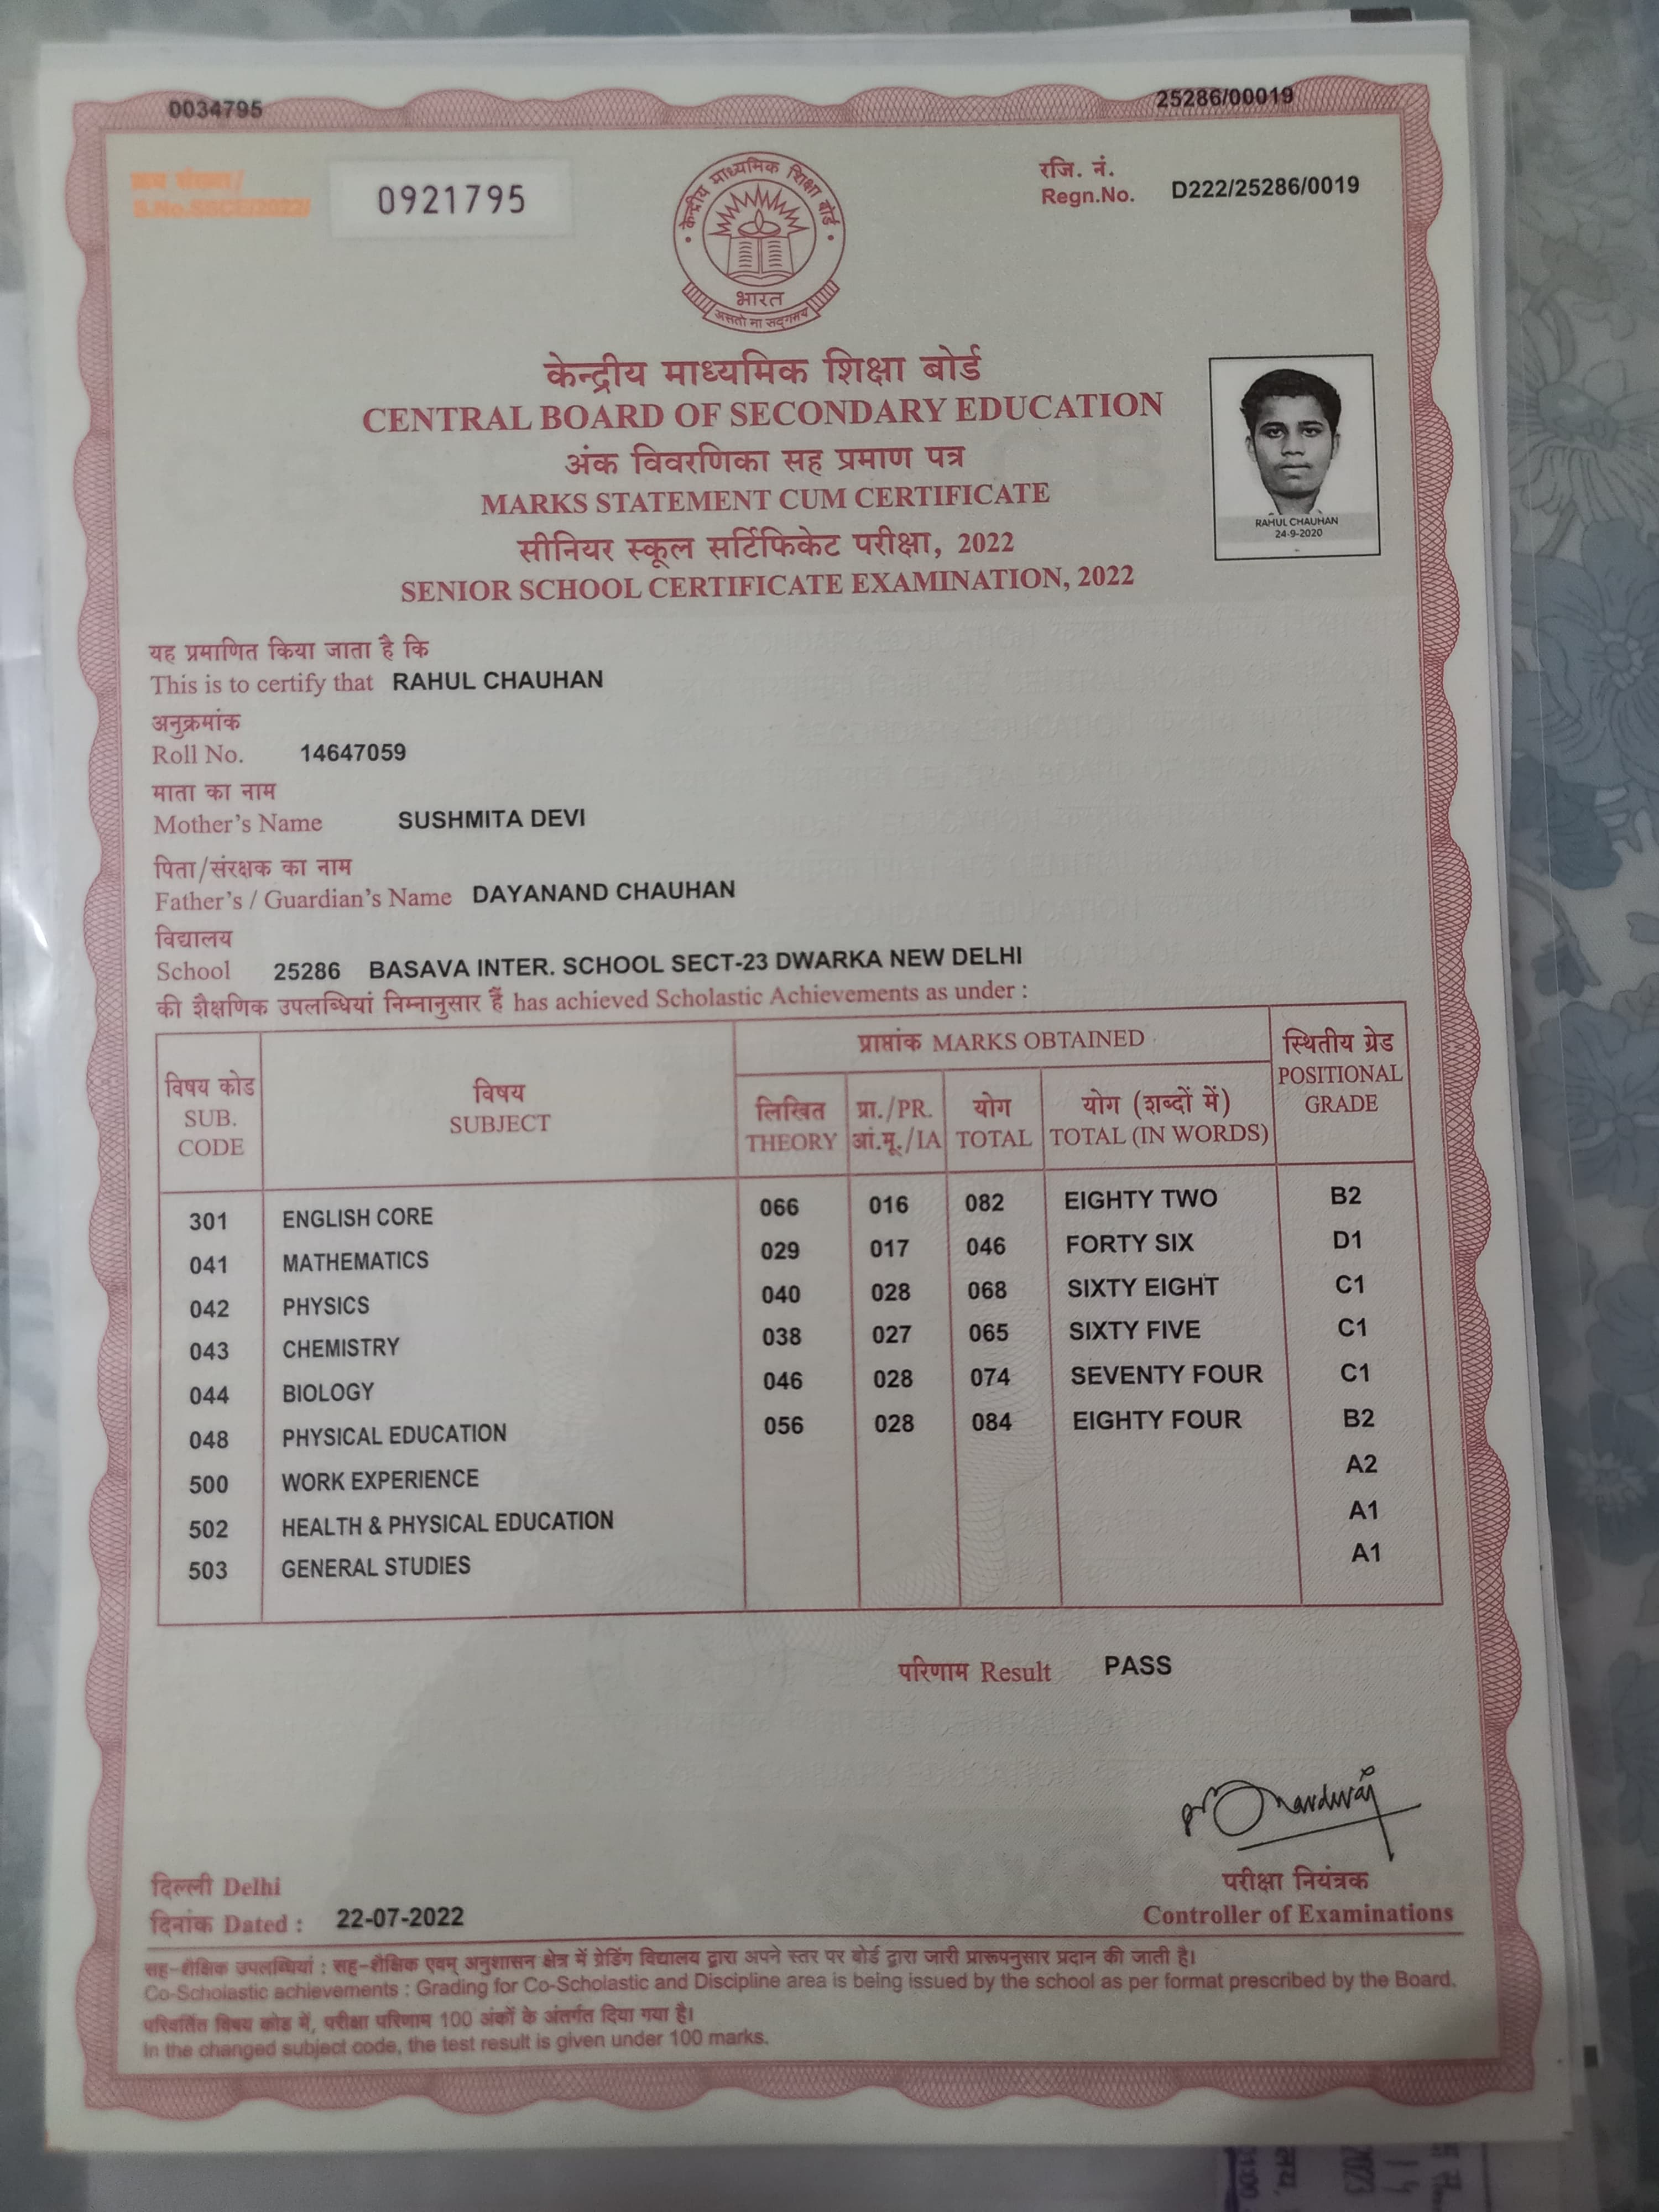 0034795
25286/00019
क्रम संख्या/
S.No.SSCE/2022/
0921795
रजि. नं.
Regn.No. D222/25286/0019
केन्द्रीय माध्यमिक शिक्षा बोर्ड
भारत
असतो मा सद्गमय
केन्द्रीय माध्यमिक शिक्षा बोर्ड
CENTRAL BOARD OF SECONDARY EDUCATION
अंक विवरणिका सह प्रमाण पत्र
MARKS STATEMENT CUM CERTIFICATE
सीनियर स्कूल सर्टिफिकेट परीक्षा, 2022
SENIOR SCHOOL CERTIFICATE EXAMINATION, 2022
RAHUL CHAUHAN
24-9-2020
यह प्रमाणित किया जाता है कि
This is to certify that RAHUL CHAUHAN
अनुक्रमांक
Roll No. 14647059
माता का नाम
Mother's Name SUSHMITA DEVI
पिता/संरक्षक का नाम
Father's / Guardian's Name DAYANAND CHAUHAN
विद्यालय
School 25286 BASAVA INTER. SCHOOL SECT-23 DWARKA NEW DELHI
की शैक्षणिक उपलब्धियां निम्नानुसार हैं has achieved Scholastic Achievements as under :
विषय कोड
SUB.
CODE
विषय
SUBJECT
प्राप्तांक MARKS OBTAINED
लिखित
THEORY
प्रा./PR.
आं.मू./IA
योग
TOTAL
योग (शब्दों में)
TOTAL (IN WORDS)
स्थितीय ग्रेड
POSITIONAL
GRADE
301 ENGLISH CORE 066 016 082 EIGHTY TWO B2
041 MATHEMATICS 029 017 046 FORTY SIX D1
042 PHYSICS 040 028 068 SIXTY EIGHT C1
043 CHEMISTRY 038 027 065 SIXTY FIVE C1
044 BIOLOGY 046 028 074 SEVENTY FOUR C1
048 PHYSICAL EDUCATION 056 028 084 EIGHTY FOUR B2
500 WORK EXPERIENCE A2
502 HEALTH & PHYSICAL EDUCATION A1
503 GENERAL STUDIES A1
परिणाम Result PASS
दिल्ली Delhi
दिनांक Dated : 22-07-2022
परीक्षा नियंत्रक
Controller of Examinations
सह-शैक्षिक उपलब्धियां : सह-शैक्षिक एवम् अनुशासन क्षेत्र में ग्रेडिंग विद्यालय द्वारा अपने स्तर पर बोर्ड द्वारा जारी प्रारूपनुसार प्रदान की जाती है।
Co-Scholastic achievements : Grading for Co-Scholastic and Discipline area is being issued by the school as per format prescribed by the Board.
परिवर्तित विषय कोड में, परीक्षा परिणाम 100 अंकों के अंतर्गत दिया गया है।
In the changed subject code, the test result is given under 100 marks.